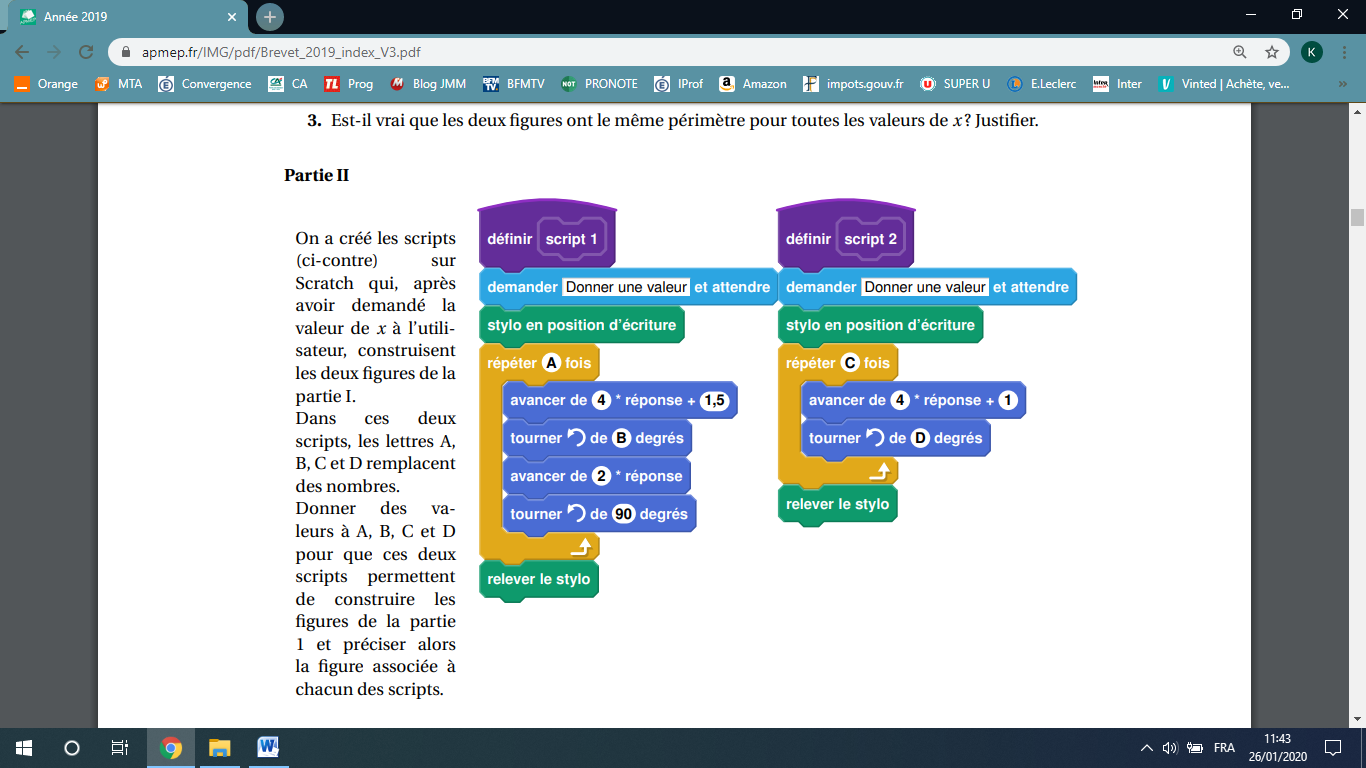 Année 2019
apmep.fr/IMG/pdf/Brevet_2019_index_V3.pdf
K
Orange MTA Convergence CA Prog Blog JMM BFMTV PRONOTE IProf Amazon impots.gouv.fr SUPER U E.Leclerc Inter Vinted | Achète, ve... »
3. Est-il vrai que les deux figures ont le même périmètre pour toutes les valeurs de x ? Justifier.
Partie II
On a créé les scripts
(ci-contre) sur
Scratch qui, après
avoir demandé la
valeur de x à l'utili-
sateur, construisent
les deux figures de la
partie I.
Dans ces deux
scripts, les lettres A,
B, C et D remplacent
des nombres.
Donner des va-
leurs à A, B, C et D
pour que ces deux
scripts permettent
de construire les
figures de la partie
1 et préciser alors
la figure associée à
chacun des scripts.
définir script 1
demander Donner une valeur et attendre
stylo en position d'écriture
répéter A fois
avancer de 4 * réponse + 1,5
tourner de B degrés
avancer de 2 * réponse
tourner de 90 degrés
relever le stylo
définir script 2
demander Donner une valeur et attendre
stylo en position d'écriture
répéter C fois
avancer de 4 * réponse + 1
tourner de D degrés
relever le stylo
FRA
11:43
26/01/2020